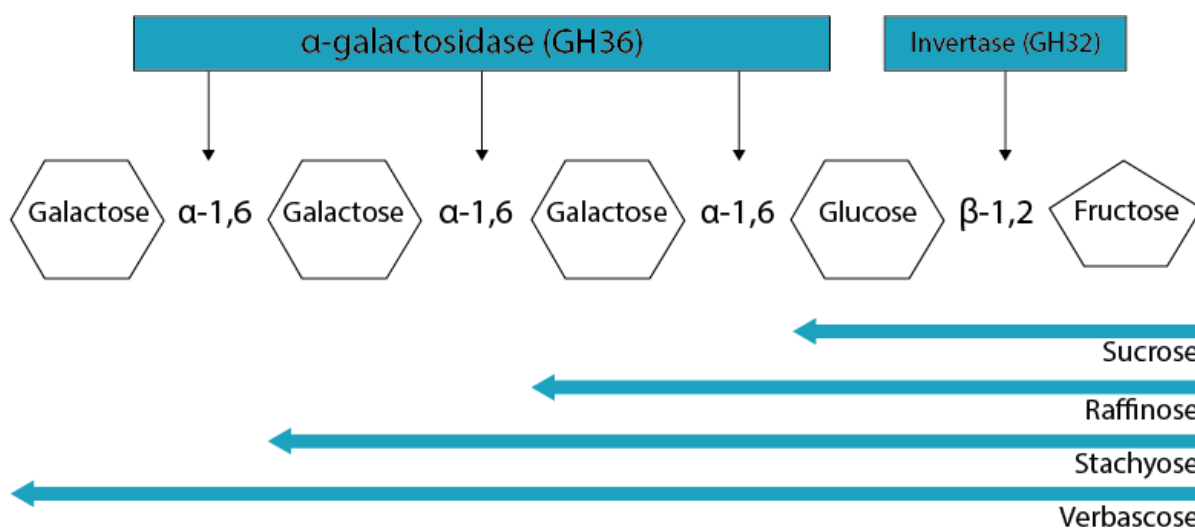 α-galactosidase (GH36) Invertase (GH32)
Galactose α-1,6 Galactose α-1,6 Galactose α-1,6 Glucose β-1,2 Fructose
Sucrose
Raffinose
Stachyose
Verbascose